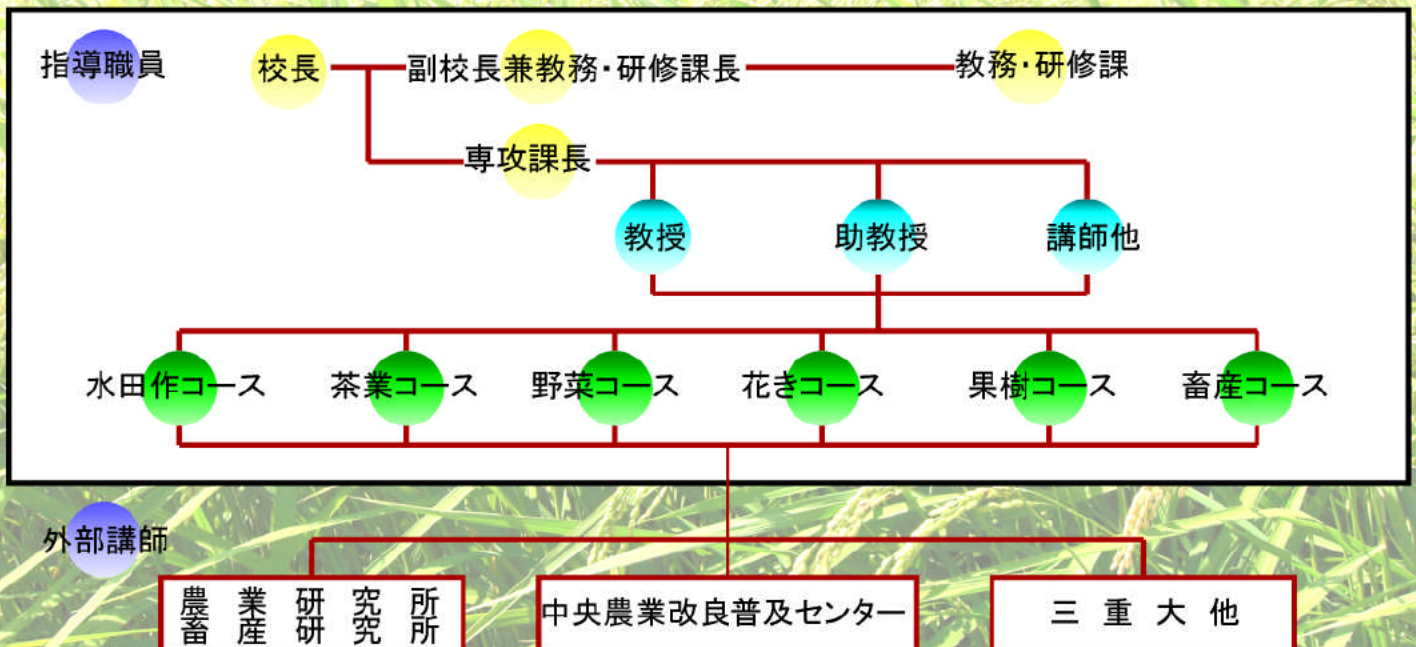 指導職員
校長
副校長兼教務・研修課長
教務・研修課
専攻課長
教授
助教授
講師他
水田作コース
茶業コース
野菜コース
花きコース
果樹コース
畜産コース
外部講師
農業研究所
畜産研究所
中央農業改良普及センター
三重大他